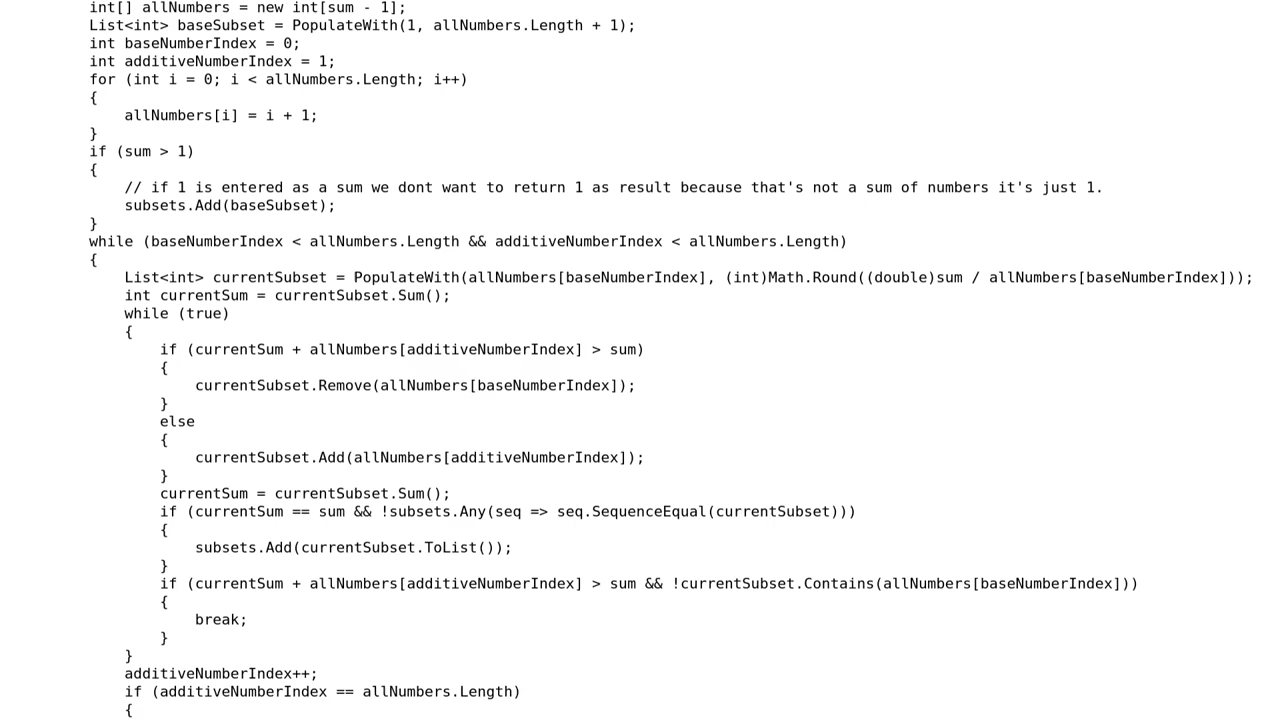 int[] allNumbers = new int[sum - 1];
List<int> baseSubset = PopulateWith(1, allNumbers.Length + 1);
int baseNumberIndex = 0;
int additiveNumberIndex = 1;
for (int i = 0; i < allNumbers.Length; i++)
{
    allNumbers[i] = i + 1;
}
if (sum > 1)
{
    // if 1 is entered as a sum we dont want to return 1 as result because that's not a sum of numbers it's just 1.
    subsets.Add(baseSubset);
}
while (baseNumberIndex < allNumbers.Length && additiveNumberIndex < allNumbers.Length)
{
    List<int> currentSubset = PopulateWith(allNumbers[baseNumberIndex], (int)Math.Round((double)sum / allNumbers[baseNumberIndex]));
    int currentSum = currentSubset.Sum();
    while (true)
    {
        if (currentSum + allNumbers[additiveNumberIndex] > sum)
        {
            currentSubset.Remove(allNumbers[baseNumberIndex]);
        }
        else
        {
            currentSubset.Add(allNumbers[additiveNumberIndex]);
        }
        currentSum = currentSubset.Sum();
        if (currentSum == sum && !subsets.Any(seq => seq.SequenceEqual(currentSubset)))
        {
            subsets.Add(currentSubset.ToList());
        }
        if (currentSum + allNumbers[additiveNumberIndex] > sum && !currentSubset.Contains(allNumbers[baseNumberIndex]))
        {
            break;
        }
    }
    additiveNumberIndex++;
    if (additiveNumberIndex == allNumbers.Length)
    {